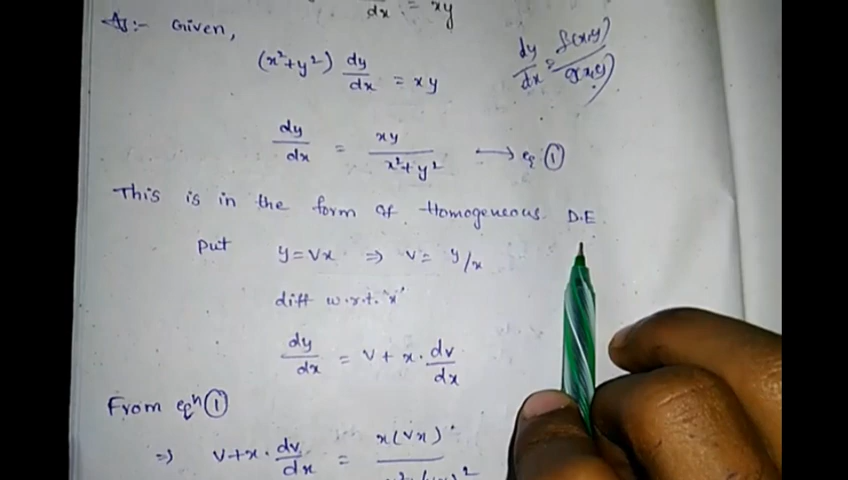 dy/dx = xy
Given,
(x²+y²) dy/dx = xy
dy/dx = f(x,y)/g(x,y)
dy/dx = xy/x²+y² ⟷ eq ①
This is in the form of Homogeneous D.E
put y=Vx ⇒ V= y/x
diff w.r.t. 'x'
dy/dx = V+x.dv/dx
From eqⁿ ①
⇒ V+x.dv/dx = x(Vx)